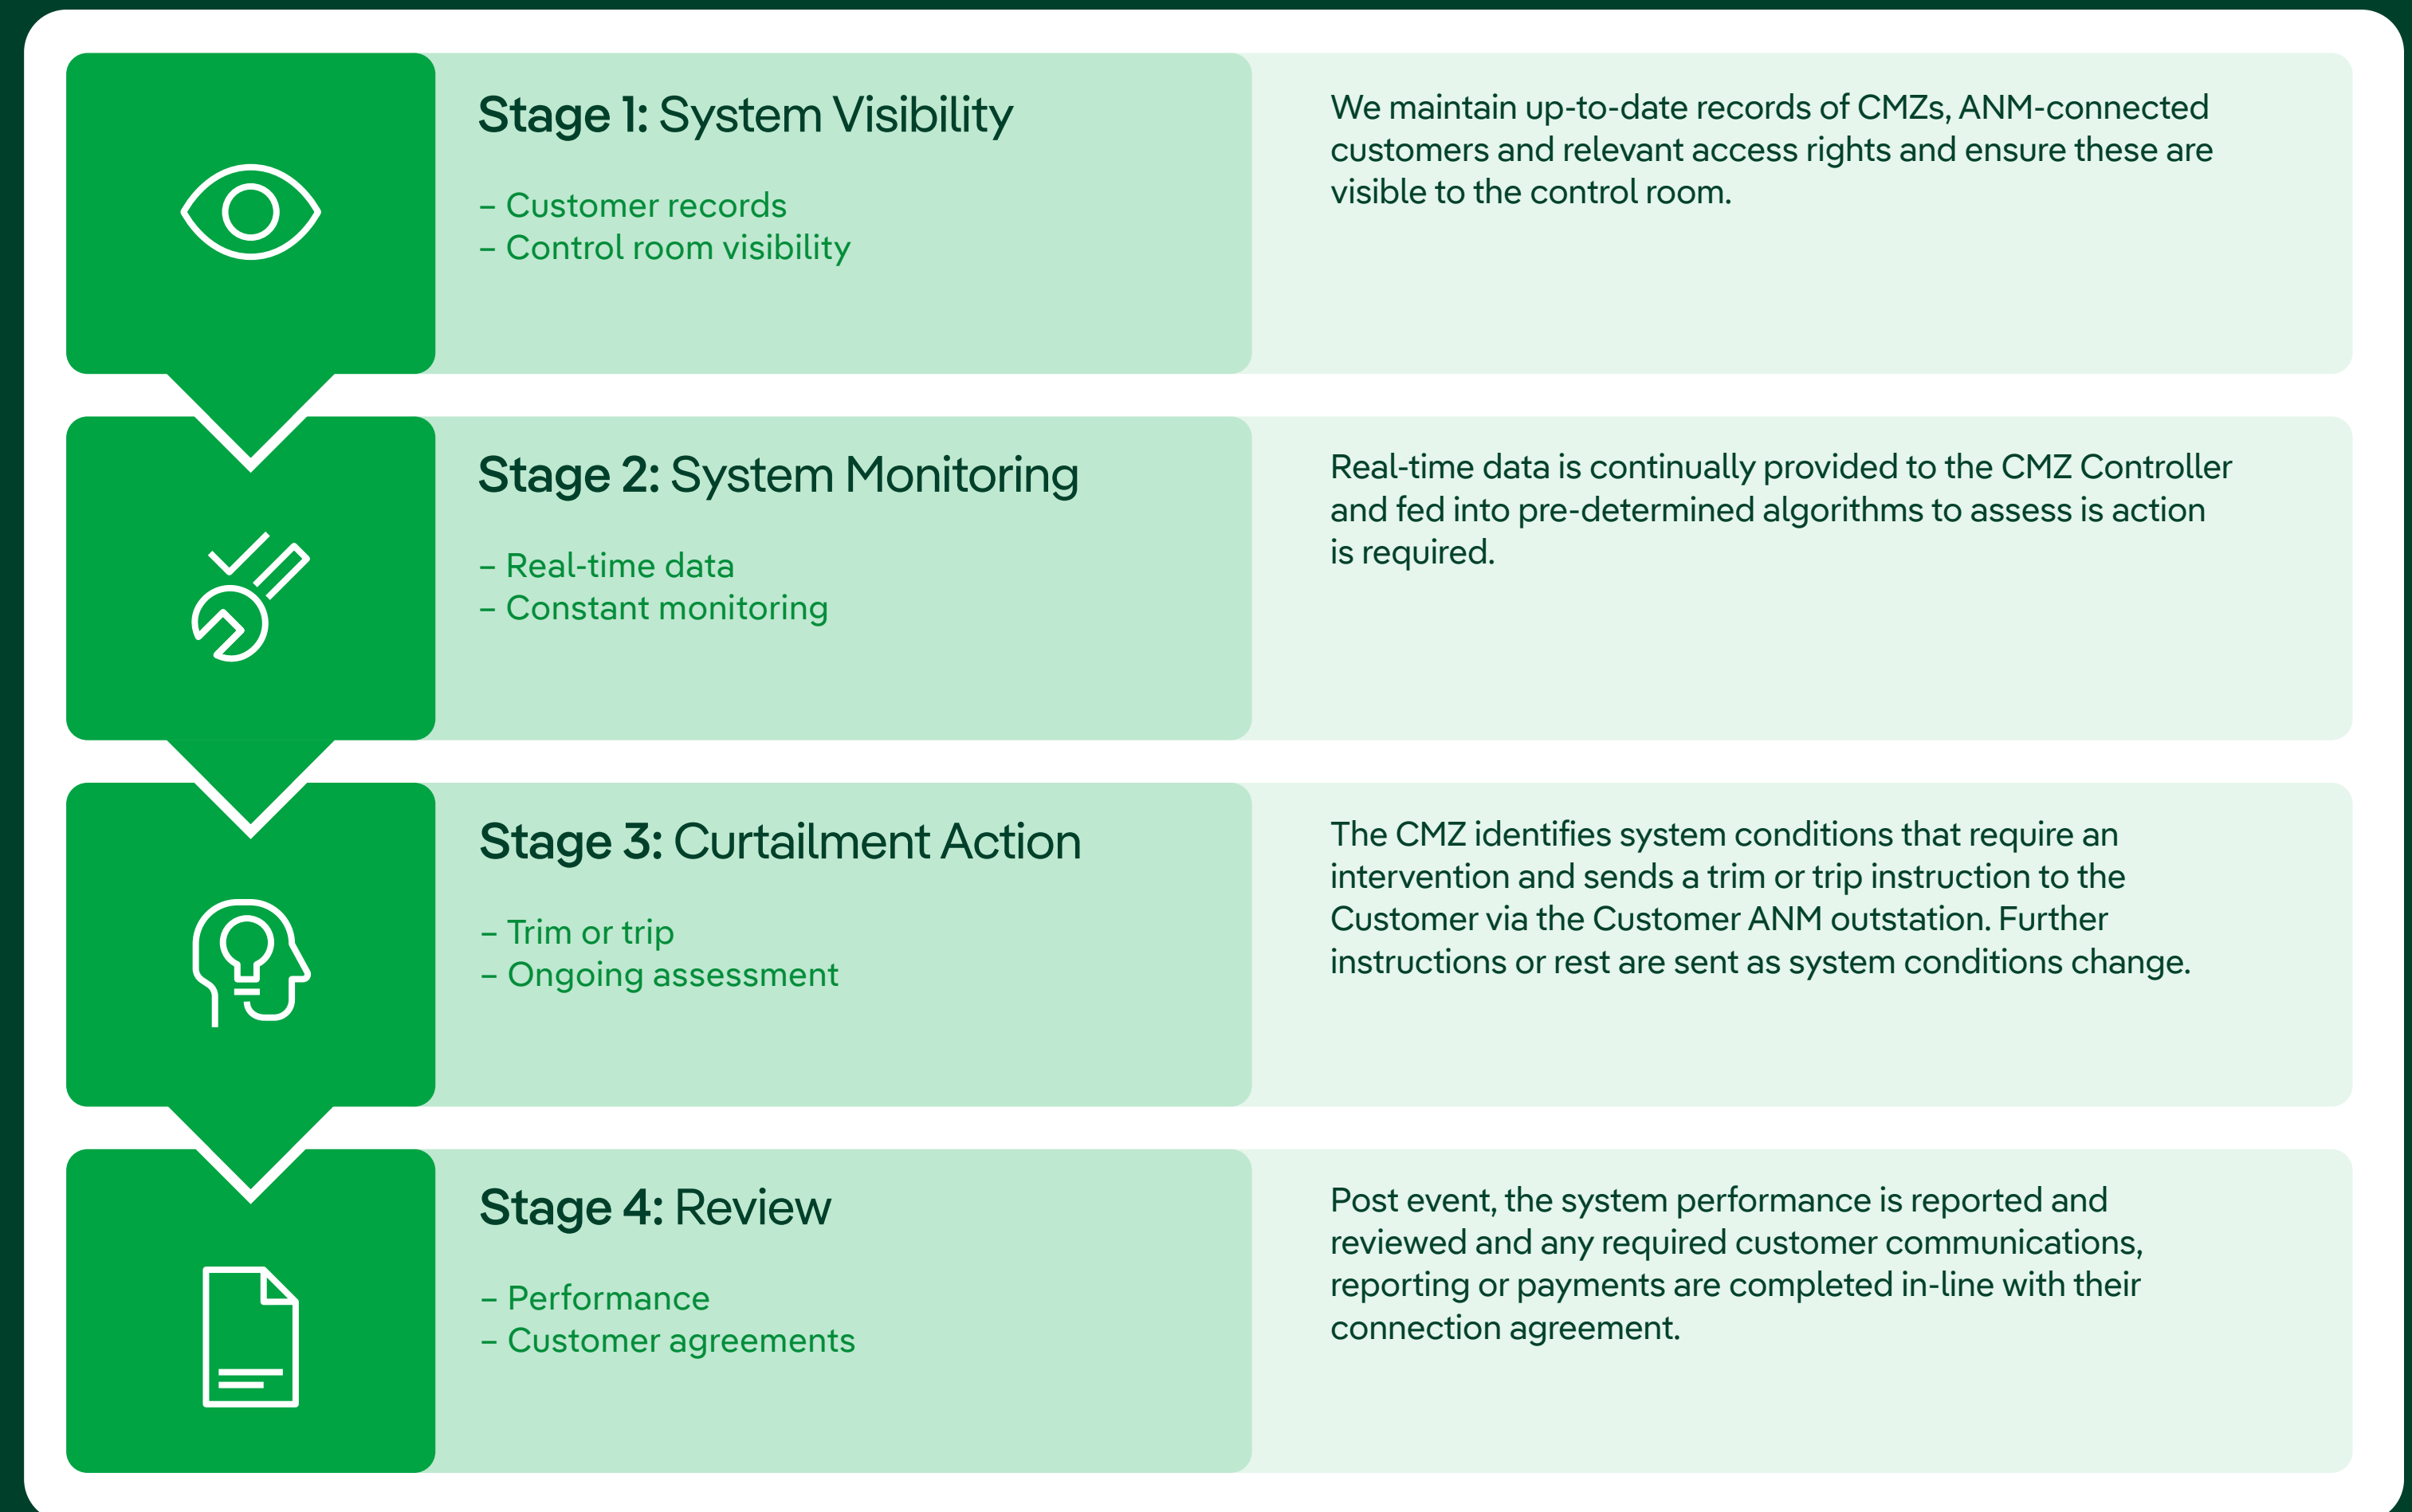 Stage 1: System Visibility
– Customer records
– Control room visibility
We maintain up-to-date records of CMZs, ANM-connected
customers and relevant access rights and ensure these are
visible to the control room.
Stage 2: System Monitoring
– Real-time data
– Constant monitoring
Real-time data is continually provided to the CMZ Controller
and fed into pre-determined algorithms to assess is action
is required.
Stage 3: Curtailment Action
– Trim or trip
– Ongoing assessment
The CMZ identifies system conditions that require an
intervention and sends a trim or trip instruction to the
Customer via the Customer ANM outstation. Further
instructions or rest are sent as system conditions change.
Stage 4: Review
– Performance
– Customer agreements
Post event, the system performance is reported and
reviewed and any required customer communications,
reporting or payments are completed in-line with their
connection agreement.